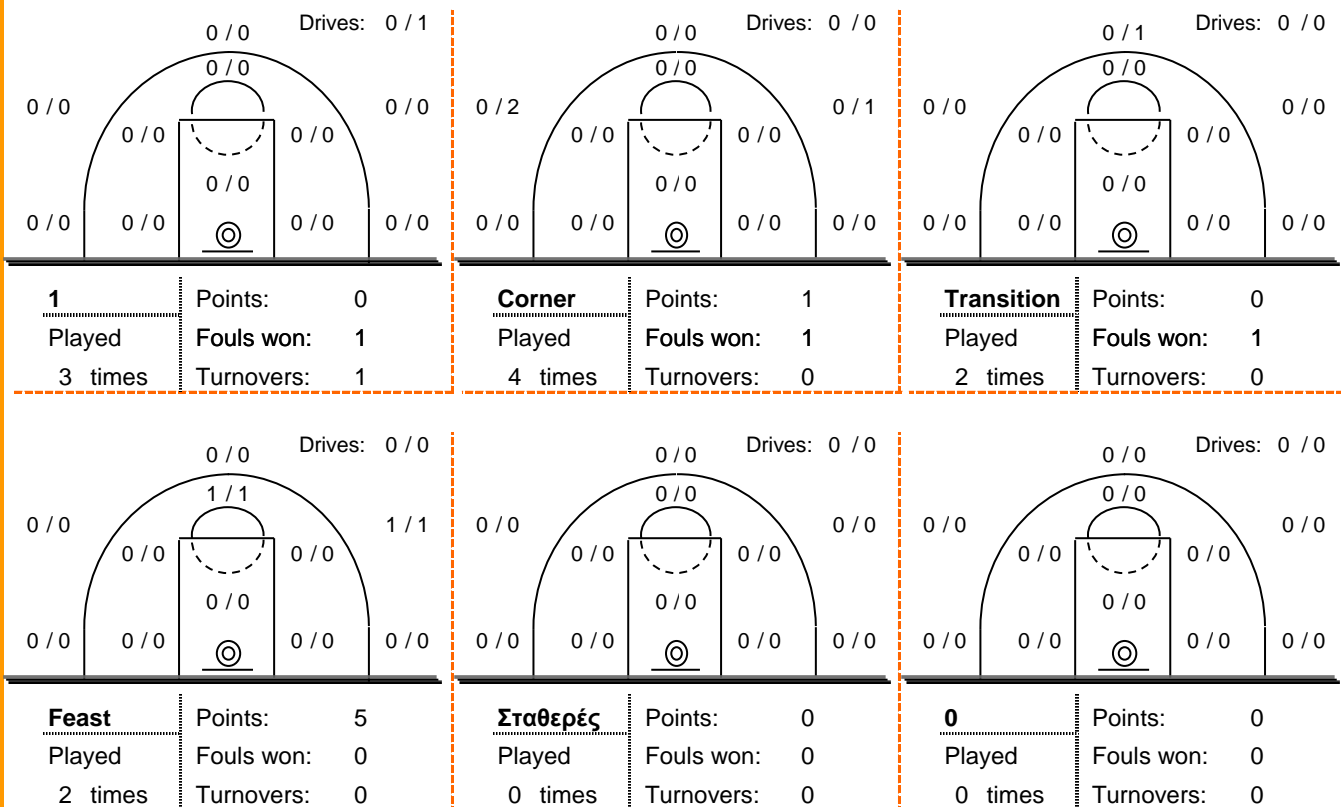 Drives: 0 / 1
0 / 0
0 / 0
0 / 0
0 / 0
0 / 0
0 / 0
0 / 0
0 / 0
0 / 0
0 / 0
0 / 0
1
Points: 0
Played
Fouls won: 1
3 times
Turnovers: 1
Drives: 0 / 0
0 / 0
0 / 0
0 / 2
0 / 1
0 / 0
0 / 0
0 / 0
0 / 0
0 / 0
0 / 0
0 / 0
Corner
Points: 1
Played
Fouls won: 1
4 times
Turnovers: 0
Drives: 0 / 0
0 / 1
0 / 0
0 / 0
0 / 0
0 / 0
0 / 0
0 / 0
0 / 0
0 / 0
0 / 0
0 / 0
Transition
Points: 0
Played
Fouls won: 1
2 times
Turnovers: 0
Drives: 0 / 0
0 / 0
1 / 1
0 / 0
1 / 1
0 / 0
0 / 0
0 / 0
0 / 0
0 / 0
0 / 0
0 / 0
Feast
Points: 5
Played
Fouls won: 0
2 times
Turnovers: 0
Drives: 0 / 0
0 / 0
0 / 0
0 / 0
0 / 0
0 / 0
0 / 0
0 / 0
0 / 0
0 / 0
0 / 0
0 / 0
Σταθερές
Points: 0
Played
Fouls won: 0
0 times
Turnovers: 0
Drives: 0 / 0
0 / 0
0 / 0
0 / 0
0 / 0
0 / 0
0 / 0
0 / 0
0 / 0
0 / 0
0 / 0
0 / 0
0
Points: 0
Played
Fouls won: 0
0 times
Turnovers: 0